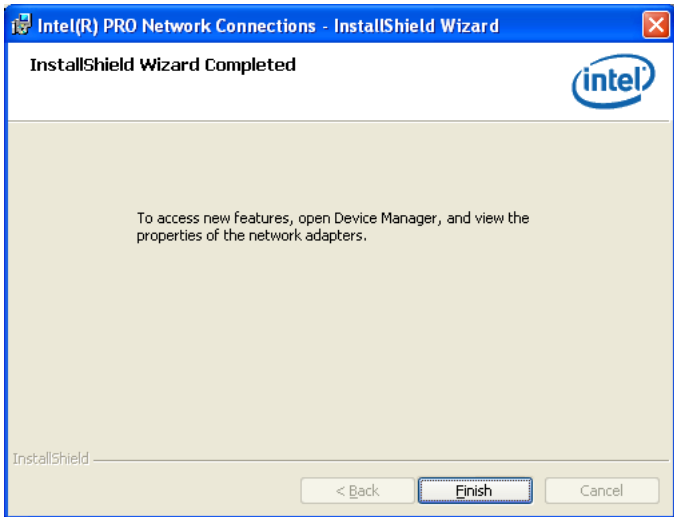 Intel(R) PRO Network Connections - InstallShield Wizard
InstallShield Wizard Completed
intel
To access new features, open Device Manager, and view the
properties of the network adapters.
InstallShield
< Back
Finish
Cancel